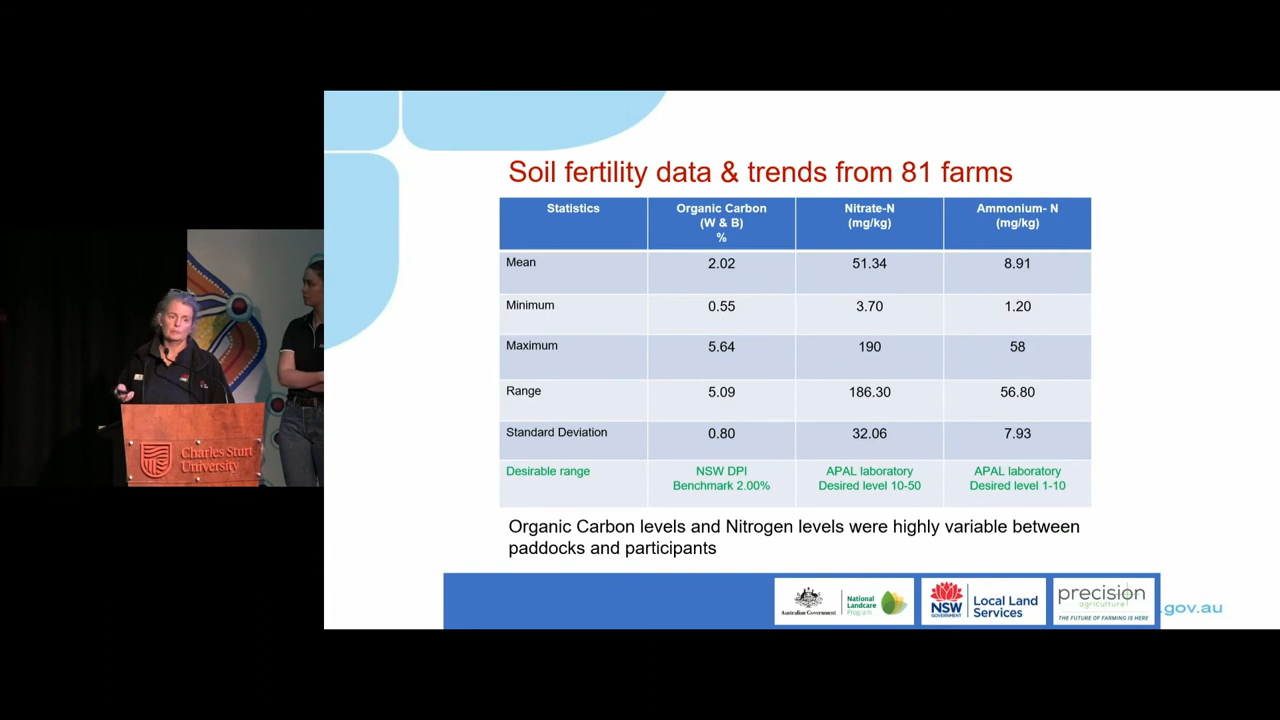 Soil fertility data & trends from 81 farms
Statistics
Organic Carbon
(W & B)
%
Nitrate-N
(mg/kg)
Ammonium- N
(mg/kg)
Mean
2.02
51.34
8.91
Minimum
0.55
3.70
1.20
Maximum
5.64
190
58
Range
5.09
186.30
56.80
Standard Deviation
0.80
32.06
7.93
Desirable range
NSW DPI
Benchmark 2.00%
APAL laboratory
Desired level 10-50
APAL laboratory
Desired level 1-10
Organic Carbon levels and Nitrogen levels were highly variable between
paddocks and participants
Charles Sturt
University
Australian Government
National
Landcare
Program
NSW
GOVERNMENT
Local Land
Services
precision
agriculture
THE FUTURE OF FARMING IS HERE
.gov.au